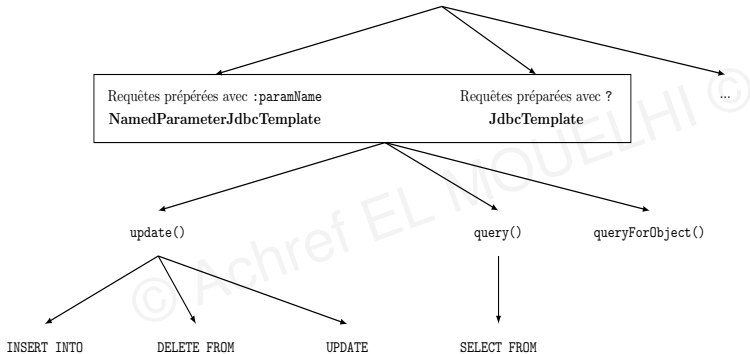 Requêtes prépérées avec :paramName
NamedParameterJdbcTemplate
Requêtes préparées avec ?
JdbcTemplate
...
update()
query()
queryForObject()
INSERT INTO
DELETE FROM
UPDATE
SELECT FROM
© Achref EL MOUELHI ©